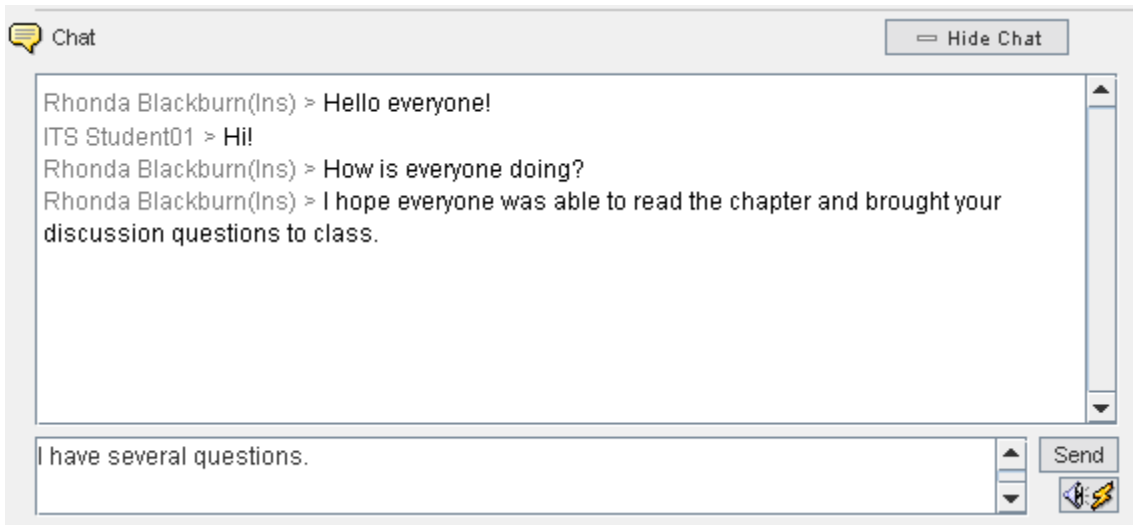 Chat
Hide Chat
Rhonda Blackburn(Ins) > Hello everyone!
ITS Student01 > Hi!
Rhonda Blackburn(Ins) > How is everyone doing?
Rhonda Blackburn(Ins) > I hope everyone was able to read the chapter and brought your
discussion questions to class.
I have several questions.
Send